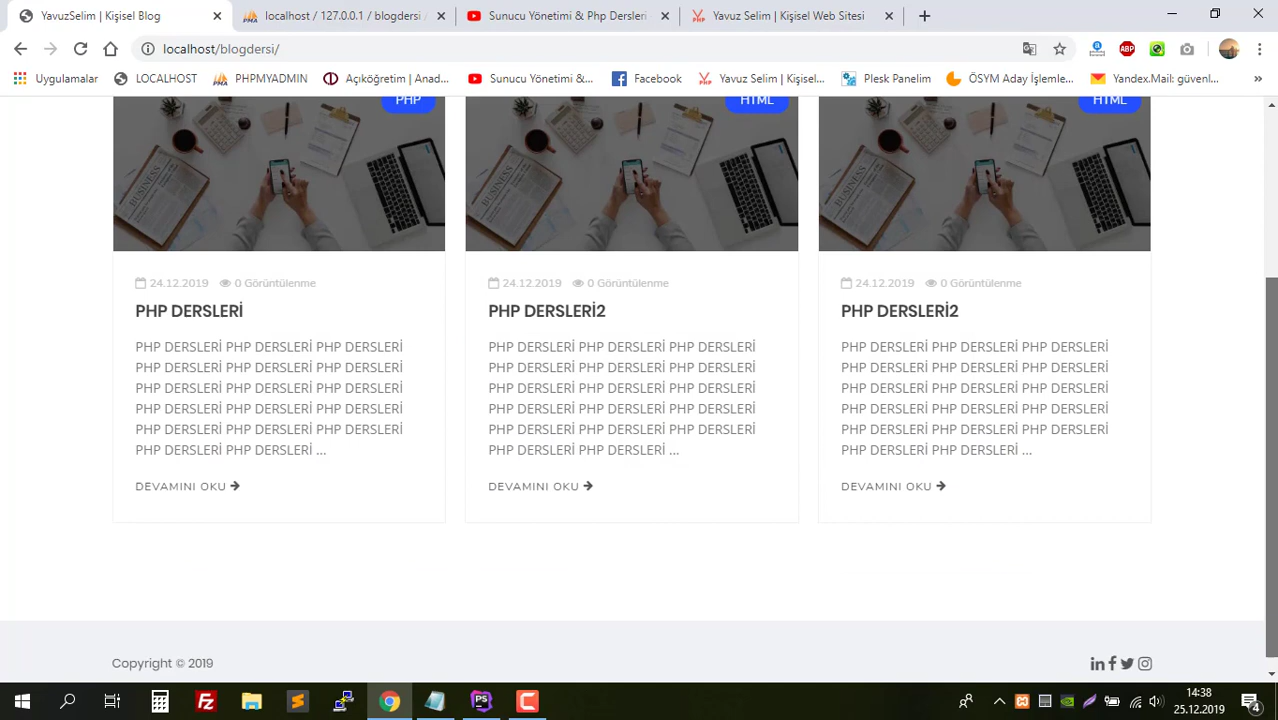 YavuzSelim | Kişisel Blog
localhost / 127.0.0.1 / blogdersi /
Sunucu Yönetimi & Php Dersleri -
Yavuz Selim | Kişisel Web Sitesi
localhost/blogdersi/
Uygulamalar
LOCALHOST
PHPMYADMIN
Açıköğretim | Anad...
Sunucu Yönetimi &...
Facebook
Yavuz Selim | Kişisel...
Plesk Panelim
ÖSYM Aday İşlemle...
Yandex.Mail: güvenl...
PHP
HTML
HTML
BUSINESS
BUSINESS
BUSINESS
24.12.2019 0 Görüntülenme
PHP DERSLERİ
PHP DERSLERİ PHP DERSLERİ PHP DERSLERİ
PHP DERSLERİ PHP DERSLERİ PHP DERSLERİ
PHP DERSLERİ PHP DERSLERİ PHP DERSLERİ
PHP DERSLERİ PHP DERSLERİ PHP DERSLERİ
PHP DERSLERİ PHP DERSLERİ PHP DERSLERİ
PHP DERSLERİ PHP DERSLERİ ...
DEVAMINI OKU
24.12.2019 0 Görüntülenme
PHP DERSLERİ2
PHP DERSLERİ PHP DERSLERİ PHP DERSLERİ
PHP DERSLERİ PHP DERSLERİ PHP DERSLERİ
PHP DERSLERİ PHP DERSLERİ PHP DERSLERİ
PHP DERSLERİ PHP DERSLERİ PHP DERSLERİ
PHP DERSLERİ PHP DERSLERİ PHP DERSLERİ
PHP DERSLERİ PHP DERSLERİ ...
DEVAMINI OKU
24.12.2019 0 Görüntülenme
PHP DERSLERİ2
PHP DERSLERİ PHP DERSLERİ PHP DERSLERİ
PHP DERSLERİ PHP DERSLERİ PHP DERSLERİ
PHP DERSLERİ PHP DERSLERİ PHP DERSLERİ
PHP DERSLERİ PHP DERSLERİ PHP DERSLERİ
PHP DERSLERİ PHP DERSLERİ PHP DERSLERİ
PHP DERSLERİ PHP DERSLERİ ...
DEVAMINI OKU
Copyright © 2019
14:38
25.12.2019
4